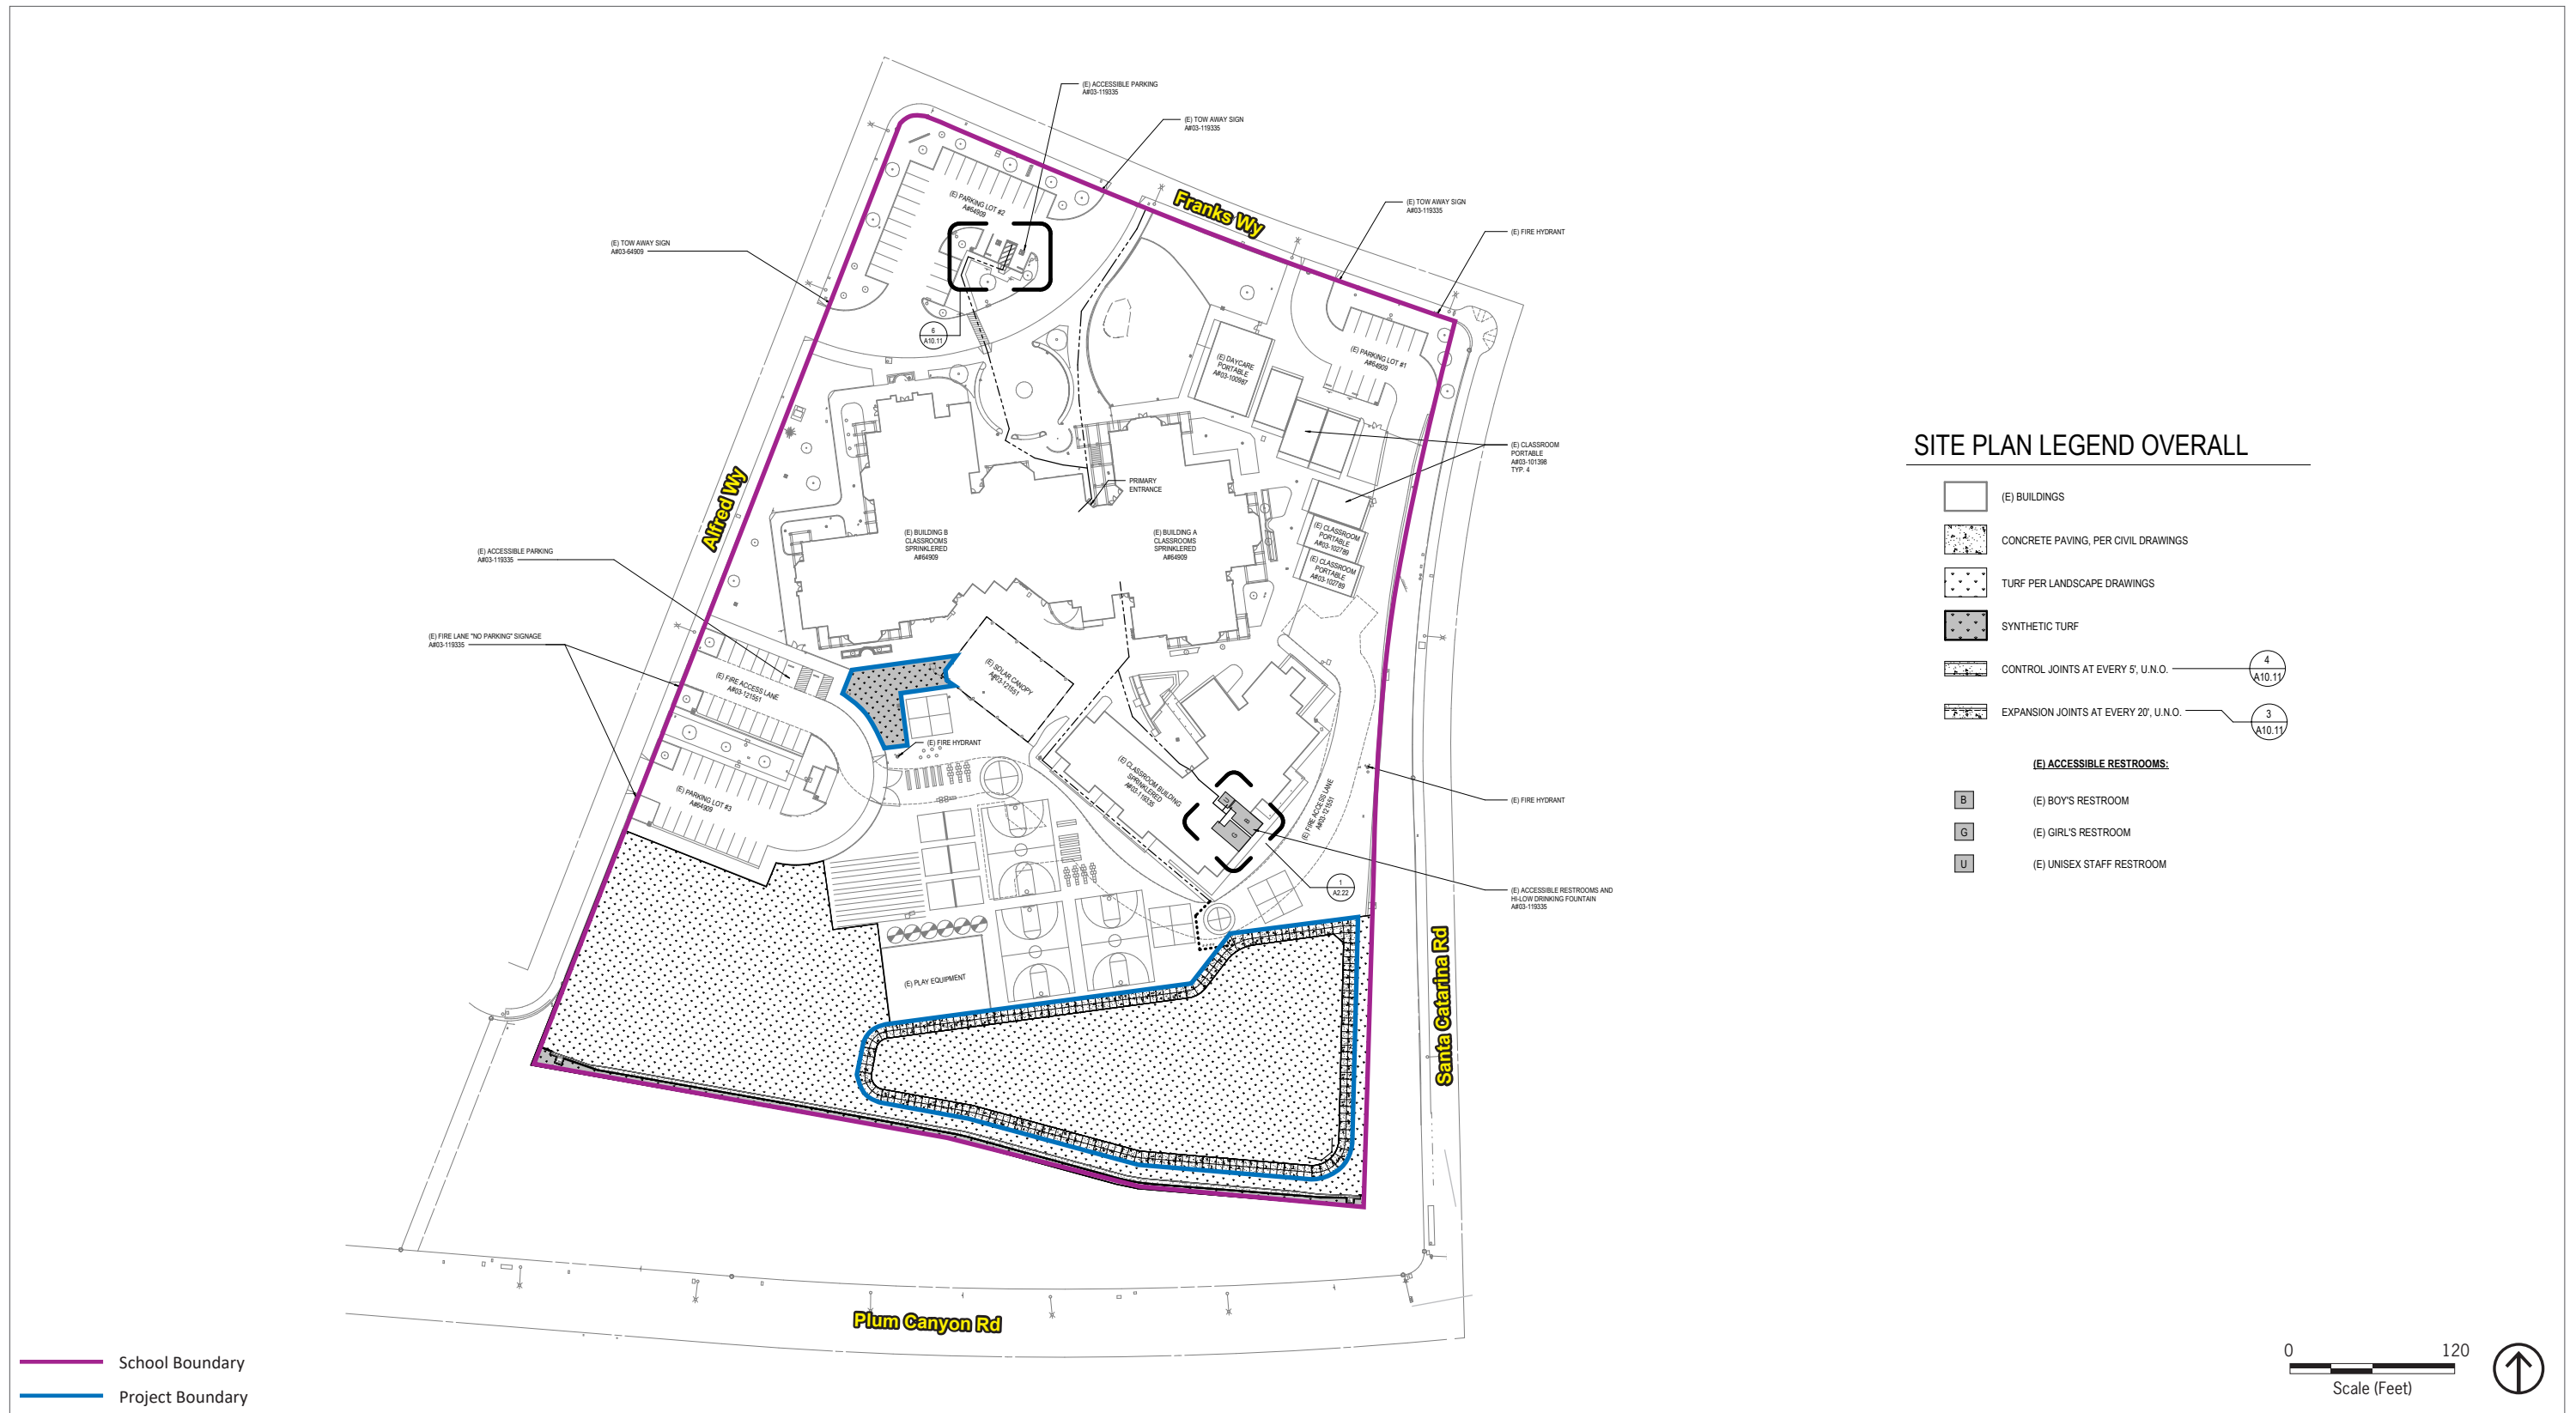 (E) ACCESSIBLE PARKING
A#03-119335
(E) TOW AWAY SIGN
A#03-119335
Franks Wy
(E) TOW AWAY SIGN
A#03-119335
(E) FIRE HYDRANT
(E) PARKING LOT #2
A#64909
(E) TOW AWAY SIGN
A#03-64909
6
A10.11
(E) DAYCARE
PORTABLE
A#03-100987
(E) PARKING LOT #1
A#64909
(E) CLASSROOM
PORTABLE
A#03-101398
TYP. 4
PRIMARY
ENTRANCE
Alfred Wy
(E) BUILDING B
CLASSROOMS
SPRINKLERED
A#64909
(E) BUILDING A
CLASSROOMS
SPRINKLERED
A#64909
(E) CLASSROOM
PORTABLE
A#03-102789
(E) CLASSROOM
PORTABLE
A#03-102789
(E) ACCESSIBLE PARKING
A#03-119335
(E) FIRE LANE "NO PARKING" SIGNAGE
A#03-119335
(E) FIRE ACCESS LANE
A#03-121551
(E) SOLAR CANOPY
A#03-121551
(E) FIRE HYDRANT
(E) PARKING LOT #3
A#64909
(E) CLASSROOM BUILDING
SPRINKLERED
A#03-119335
U
B
G
(E) FIRE ACCESS LANE
A#03-121551
(E) FIRE HYDRANT
1
A2.22
(E) ACCESSIBLE RESTROOMS AND
HI-LOW DRINKING FOUNTAIN
A#03-119335
(E) PLAY EQUIPMENT
Santa Catarina Rd
Plum Canyon Rd
SITE PLAN LEGEND OVERALL
(E) BUILDINGS
CONCRETE PAVING, PER CIVIL DRAWINGS
TURF PER LANDSCAPE DRAWINGS
SYNTHETIC TURF
CONTROL JOINTS AT EVERY 5', U.N.O.
4
A10.11
EXPANSION JOINTS AT EVERY 20', U.N.O.
3
A10.11
(E) ACCESSIBLE RESTROOMS:
B (E) BOY'S RESTROOM
G (E) GIRL'S RESTROOM
U (E) UNISEX STAFF RESTROOM
School Boundary
Project Boundary
0 120
Scale (Feet)